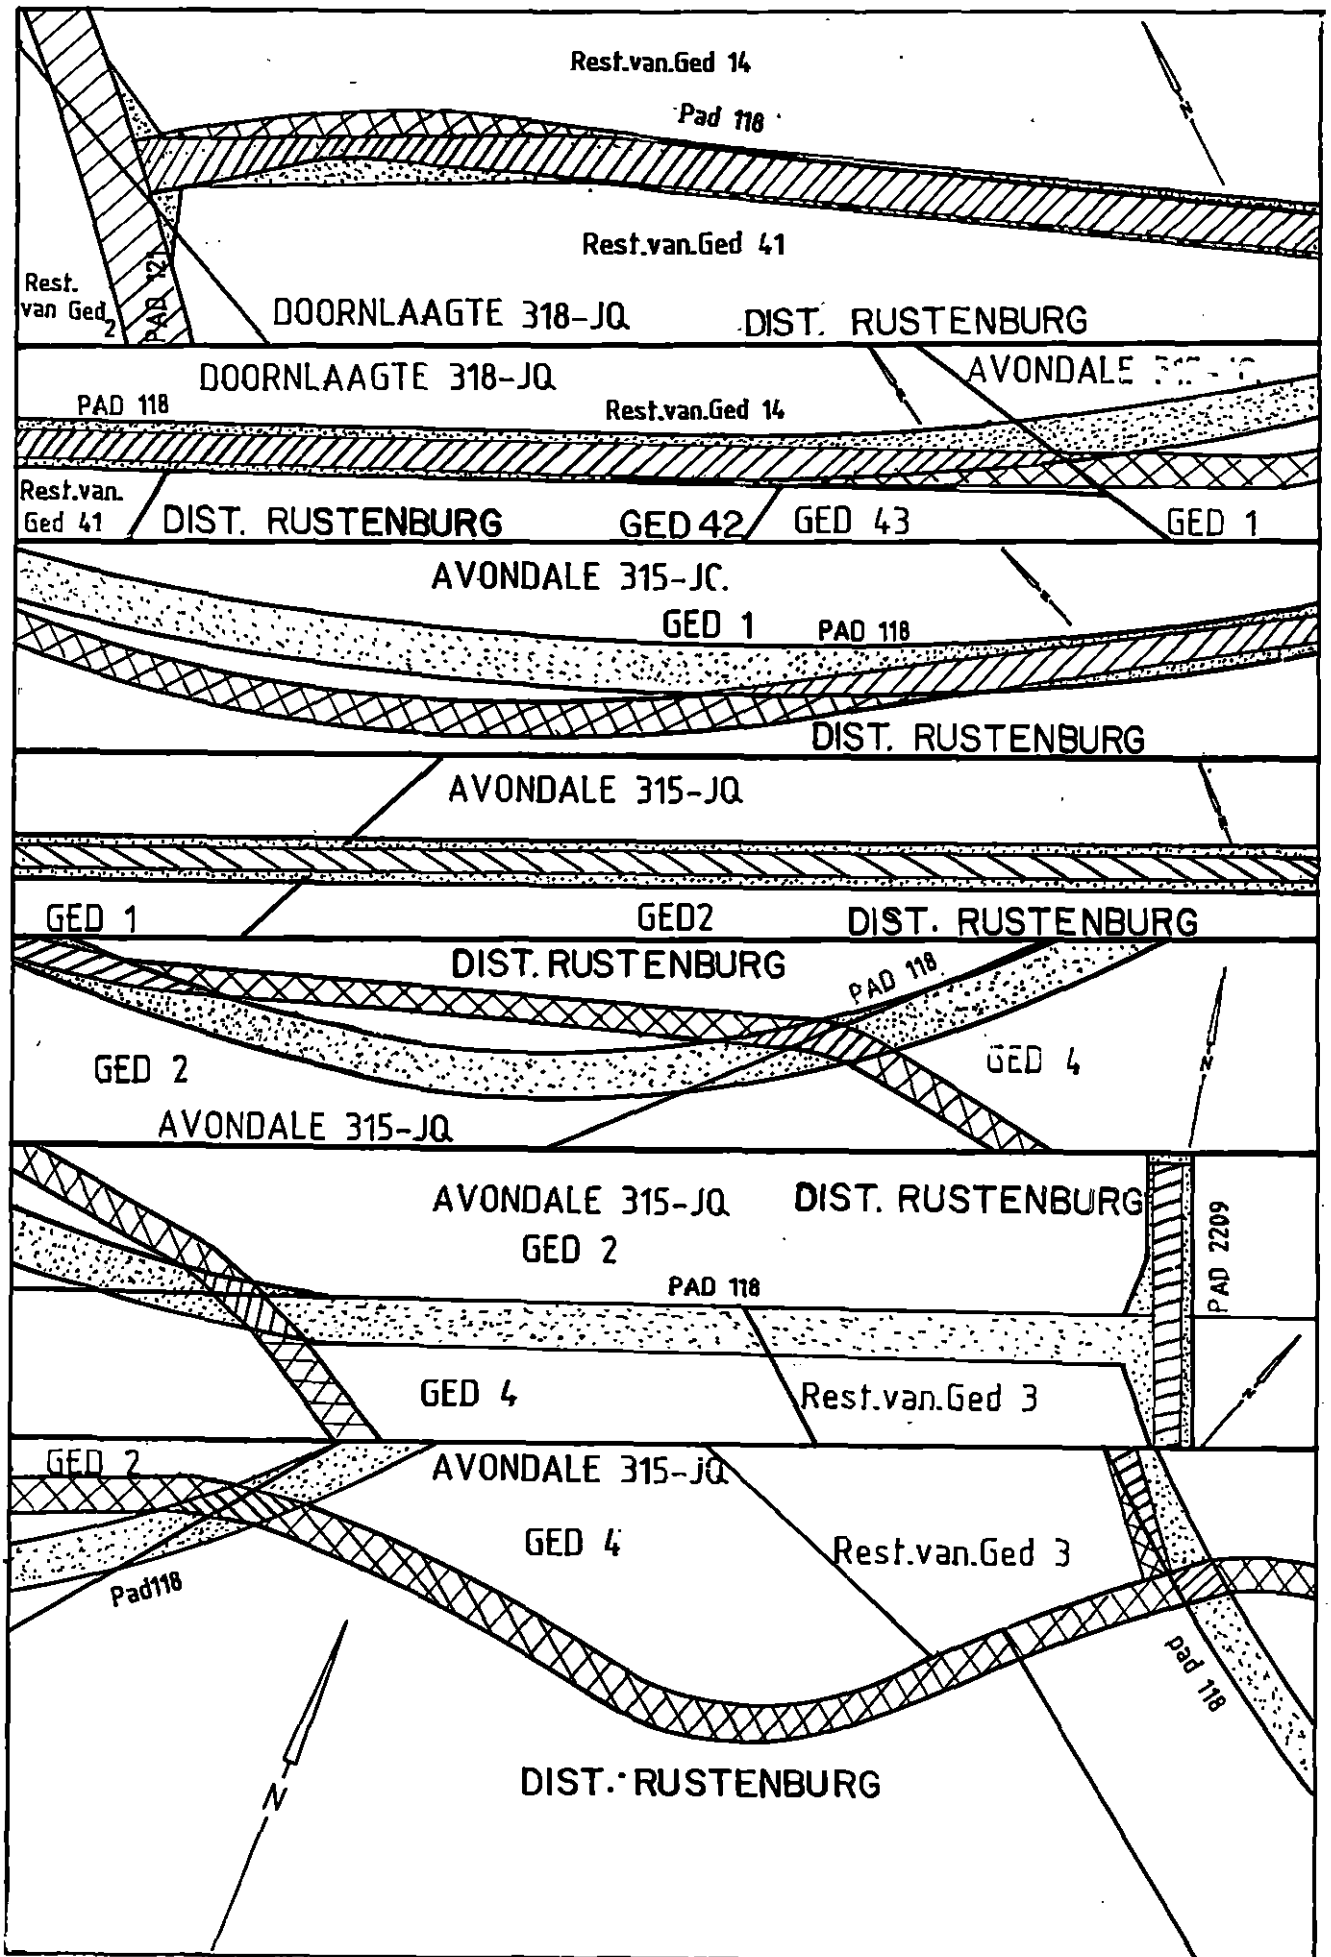 Rest.van.Ged 14
Pad 118
N
Rest.van.Ged 41
Rest.
van Ged
2
PAD 121
DOORNLAAGTE 318-JQ
DIST. RUSTENBURG
DOORNLAAGTE 318-JQ
AVONDALE
PAD 118
Rest.van.Ged 14
Rest.van.
Ged 41
DIST. RUSTENBURG
GED 42
GED 43
GED 1
AVONDALE 315-JC.
GED 1
PAD 118
DIST. RUSTENBURG
AVONDALE 315-JQ
GED 1
GED2
DIST. RUSTENBURG
DIST. RUSTENBURG
PAD 118
GED 2
GED 4
N
AVONDALE 315-JQ
AVONDALE 315-JQ
DIST. RUSTENBURG
GED 2
PAD 2209
PAD 118
GED 4
Rest.van.Ged 3
N
GED 2
AVONDALE 315-jQ
GED 4
Rest.van.Ged 3
Pad118
pad 118
N
DIST. RUSTENBURG